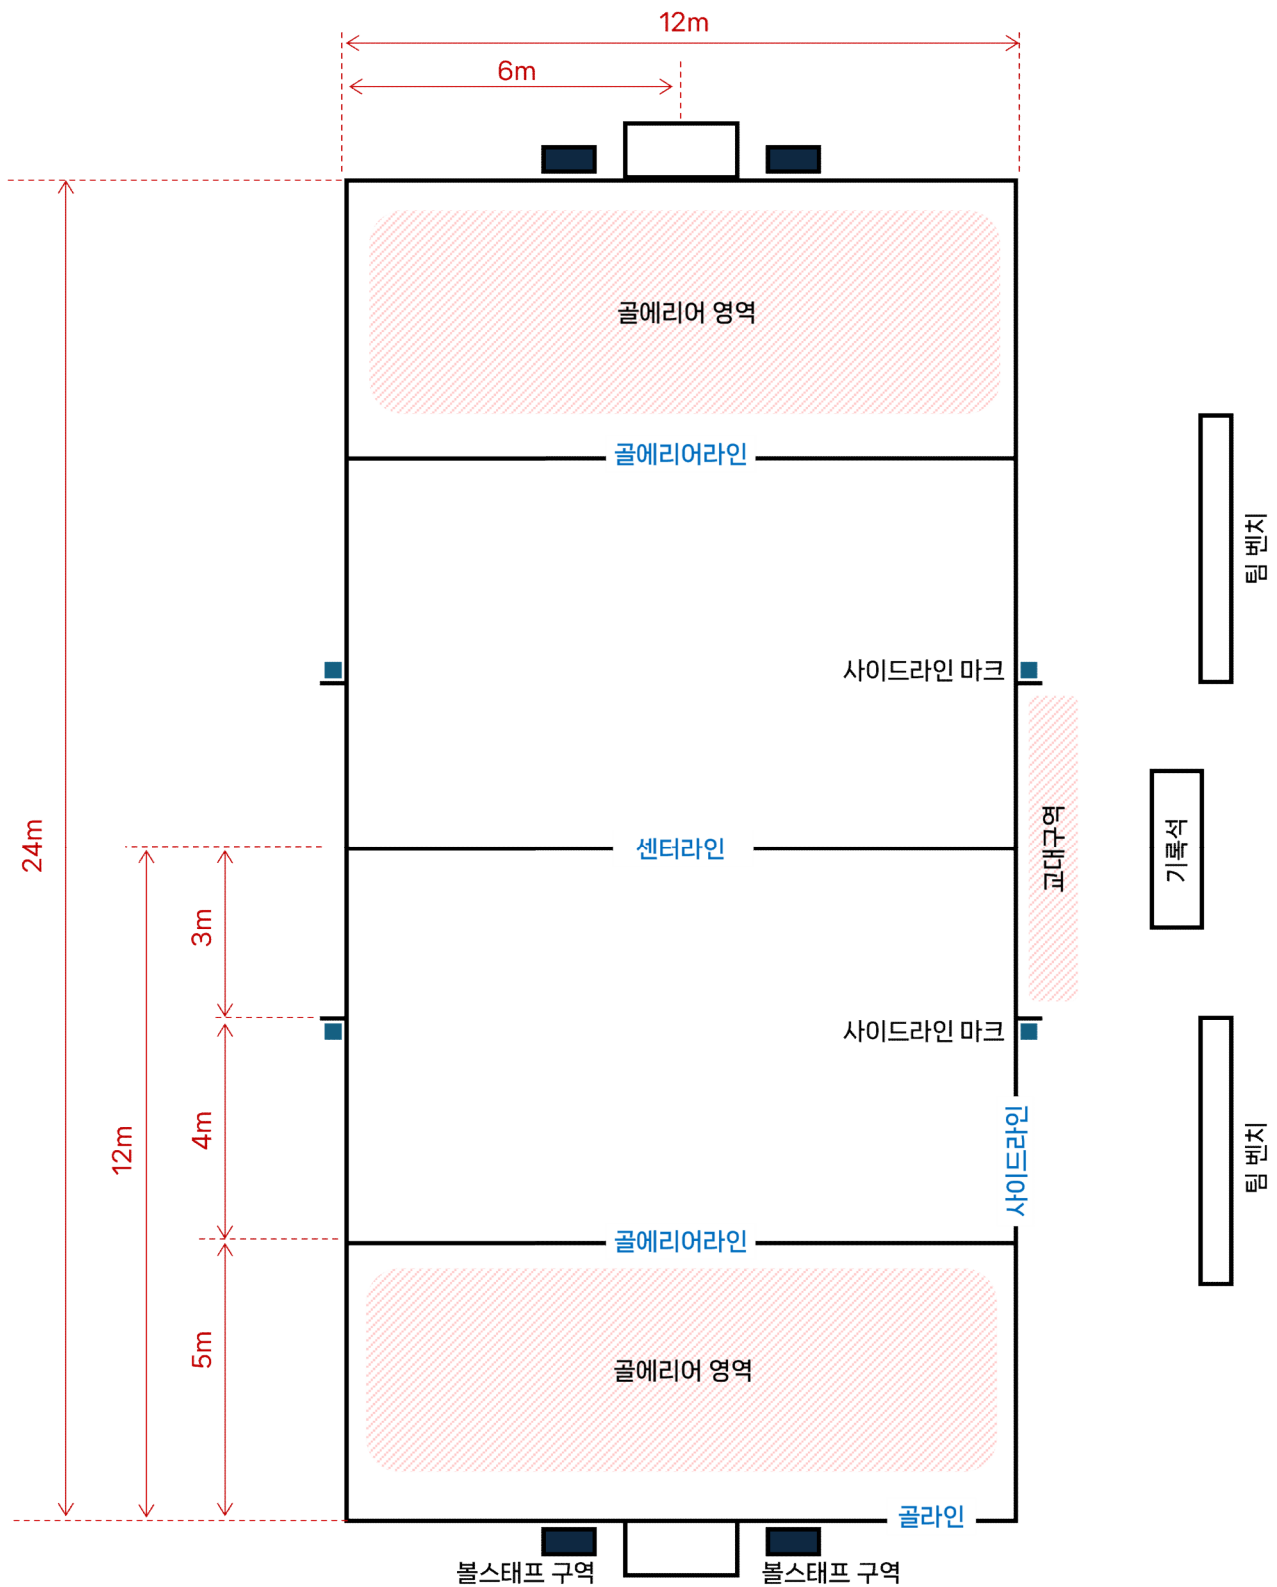 12m
6m
골에리어 영역
골에리어라인
팀 벤치
사이드라인 마크
24m
센터라인
교대구역
기록석
3m
사이드라인 마크
12m
4m
사이드라인
팀 벤치
골에리어라인
5m
골에리어 영역
골라인
볼스태프 구역
볼스태프 구역